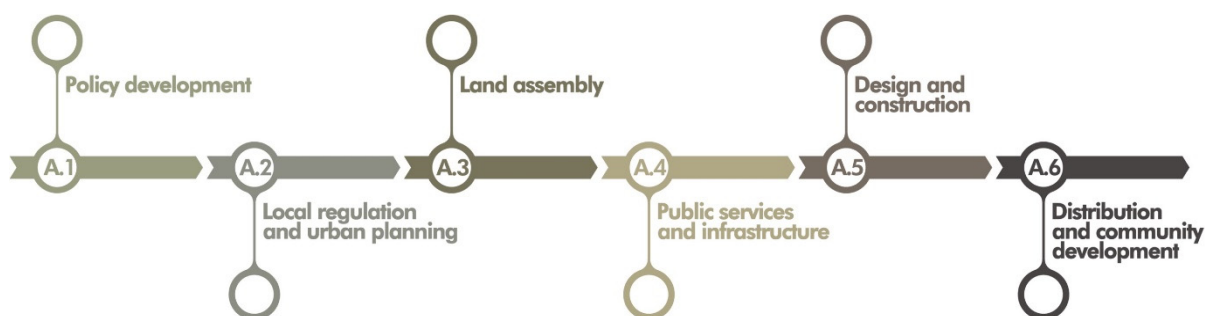 A.1
Policy development
A.2
Local regulation
and urban planning
A.3
Land assembly
A.4
Public services
and infrastructure
A.5
Design and
construction
A.6
Distribution
and community
development